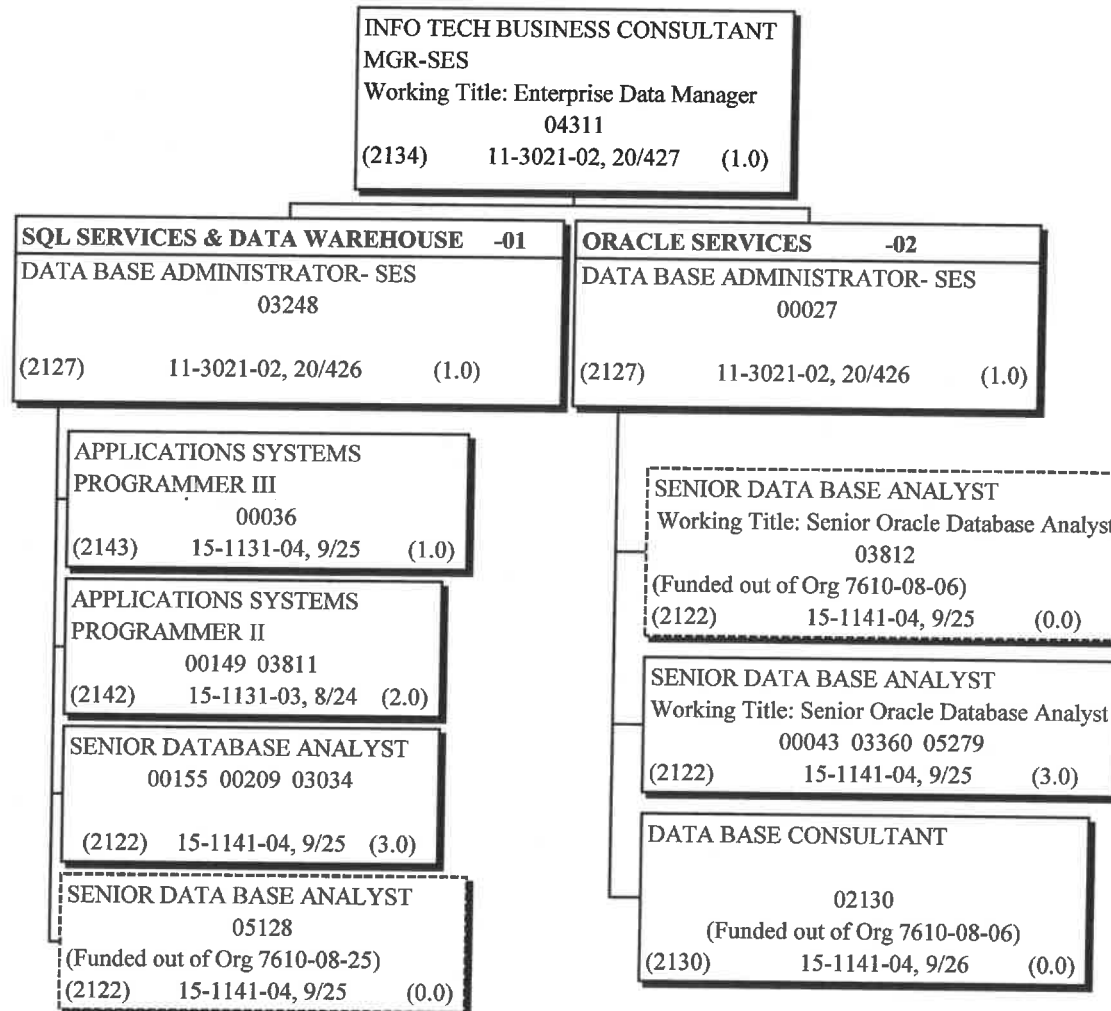 INFO TECH BUSINESS CONSULTANT
MGR-SES
Working Title: Enterprise Data Manager
04311
(2134) 11-3021-02, 20/427 (1.0)
SQL SERVICES & DATA WAREHOUSE -01
DATA BASE ADMINISTRATOR- SES
03248
(2127) 11-3021-02, 20/426 (1.0)
APPLICATIONS SYSTEMS
PROGRAMMER III
00036
(2143) 15-1131-04, 9/25 (1.0)
APPLICATIONS SYSTEMS
PROGRAMMER II
00149 03811
(2142) 15-1131-03, 8/24 (2.0)
SENIOR DATABASE ANALYST
00155 00209 03034
(2122) 15-1141-04, 9/25 (3.0)
SENIOR DATA BASE ANALYST
05128
(Funded out of Org 7610-08-25)
(2122) 15-1141-04, 9/25 (0.0)
ORACLE SERVICES -02
DATA BASE ADMINISTRATOR- SES
00027
(2127) 11-3021-02, 20/426 (1.0)
SENIOR DATA BASE ANALYST
Working Title: Senior Oracle Database Analyst
03812
(Funded out of Org 7610-08-06)
(2122) 15-1141-04, 9/25 (0.0)
SENIOR DATA BASE ANALYST
Working Title: Senior Oracle Database Analyst
00043 03360 05279
(2122) 15-1141-04, 9/25 (3.0)
DATA BASE CONSULTANT
02130
(Funded out of Org 7610-08-06)
(2130) 15-1141-04, 9/26 (0.0)